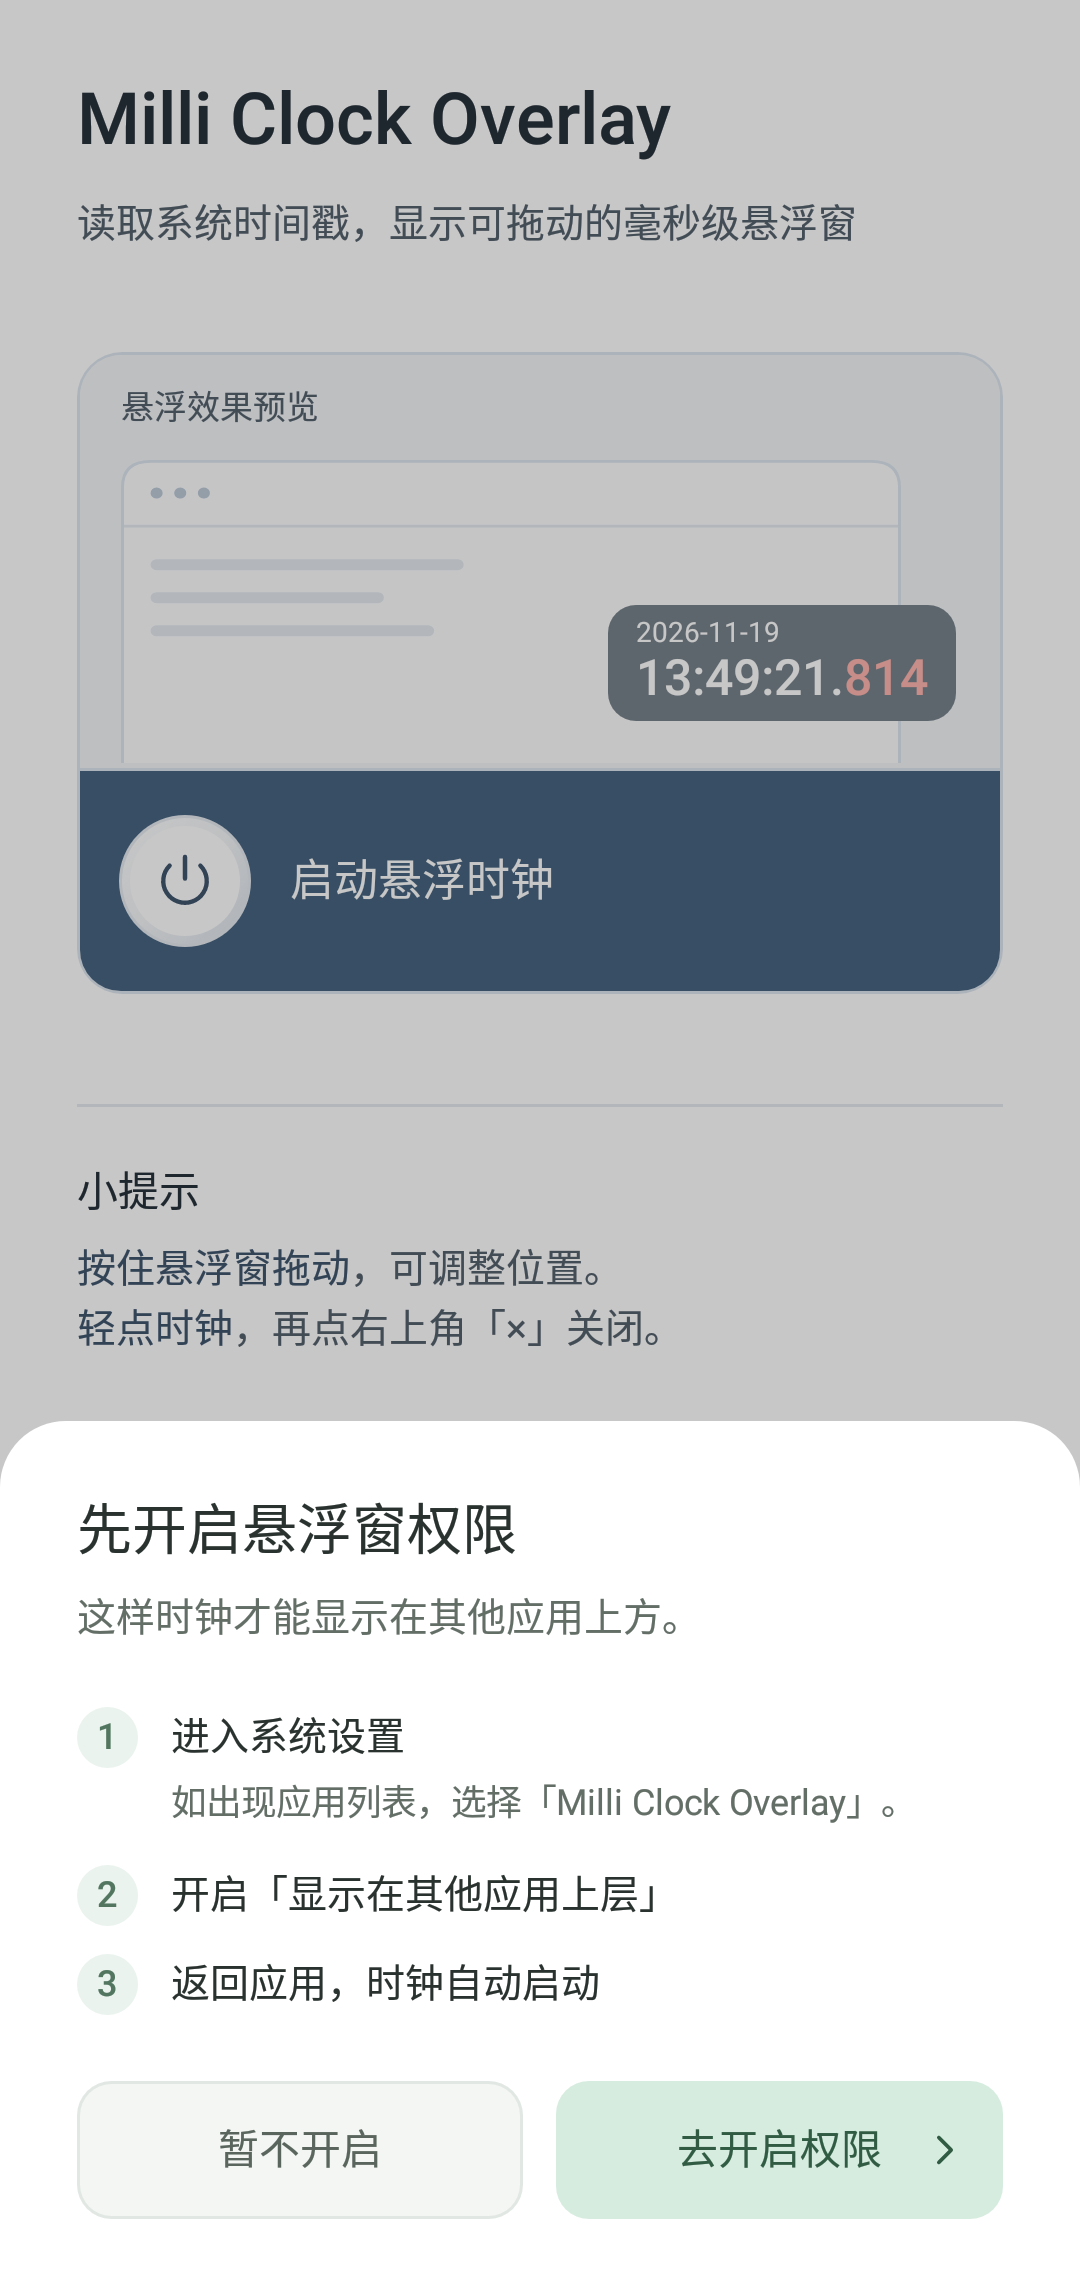 Milli Clock Overlay
读取系统时间戳，显示可拖动的毫秒级悬浮窗
悬浮效果预览
2026-11-19
13:49:21.814
启动悬浮时钟
小提示
按住悬浮窗拖动，可调整位置。
轻点时钟，再点右上角「×」关闭。
先开启悬浮窗权限
这样时钟才能显示在其他应用上方。
1 进入系统设置
如出现应用列表，选择「Milli Clock Overlay」。
2 开启「显示在其他应用上层」
3 返回应用，时钟自动启动
暂不开启
去开启权限